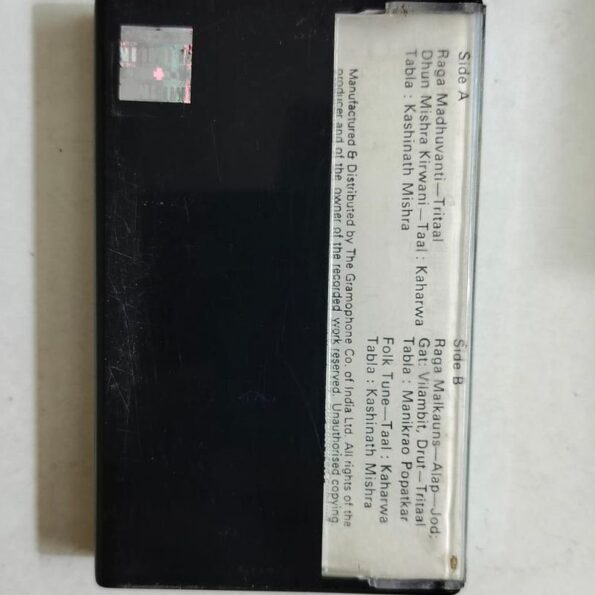 Side A
Raga Madhuvanti—Tritaal
Dhun Mishra Kirwani—Taal : Kaharwa
Tabla : Kashinath Mishra
Side B
Raga Malkauns—Alap—Jod;
Gat: Vilambit, Drut—Tritaal
Tabla : Manikrao Popatkar
Folk Tune—Taal : Kaharwa
Tabla : Kashinath Mishra
Manufactured & Distributed by The Gramophone Co. of India Ltd. All rights of the
producer and of the owner of the recorded work reserved. Unauthorised copying,